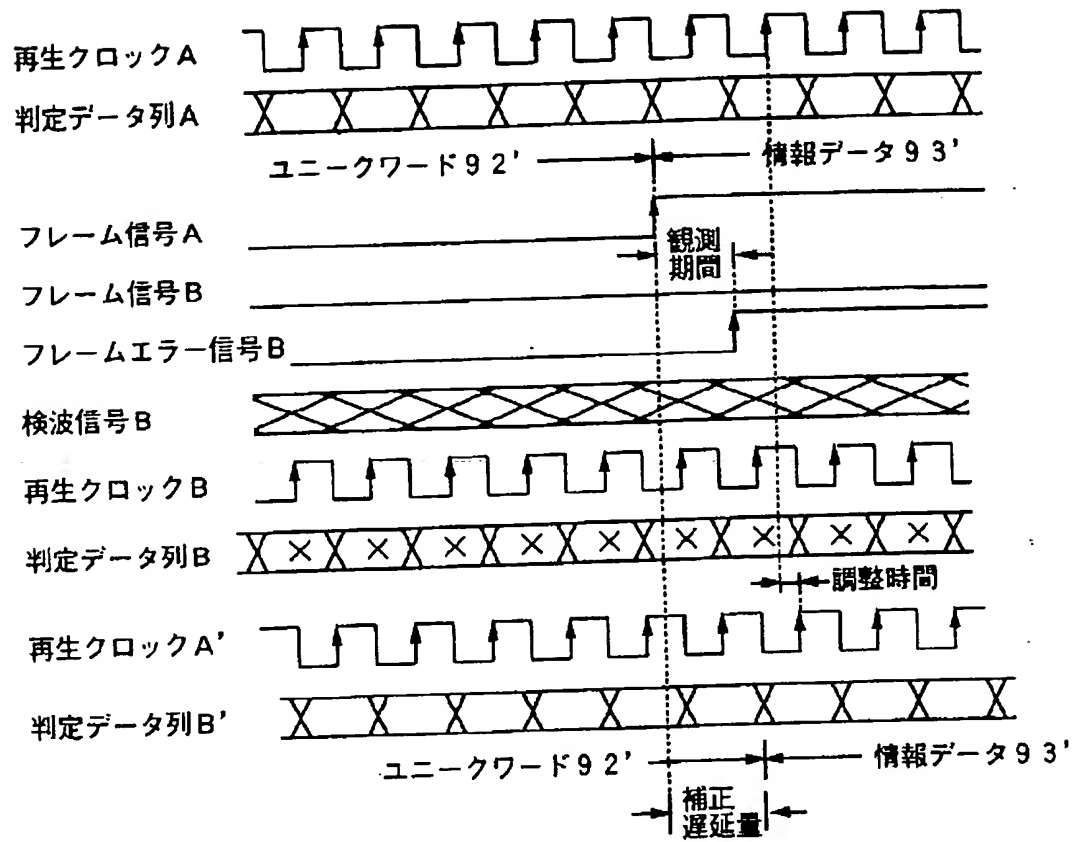 再生クロックA
判定データ列A
ユニークワード92'
情報データ93'
フレーム信号A
観測
期間
フレーム信号B
フレームエラー信号B
検波信号B
再生クロックB
判定データ列B
調整時間
再生クロックA'
判定データ列B'
ユニークワード92'
情報データ93'
補正
遅延量